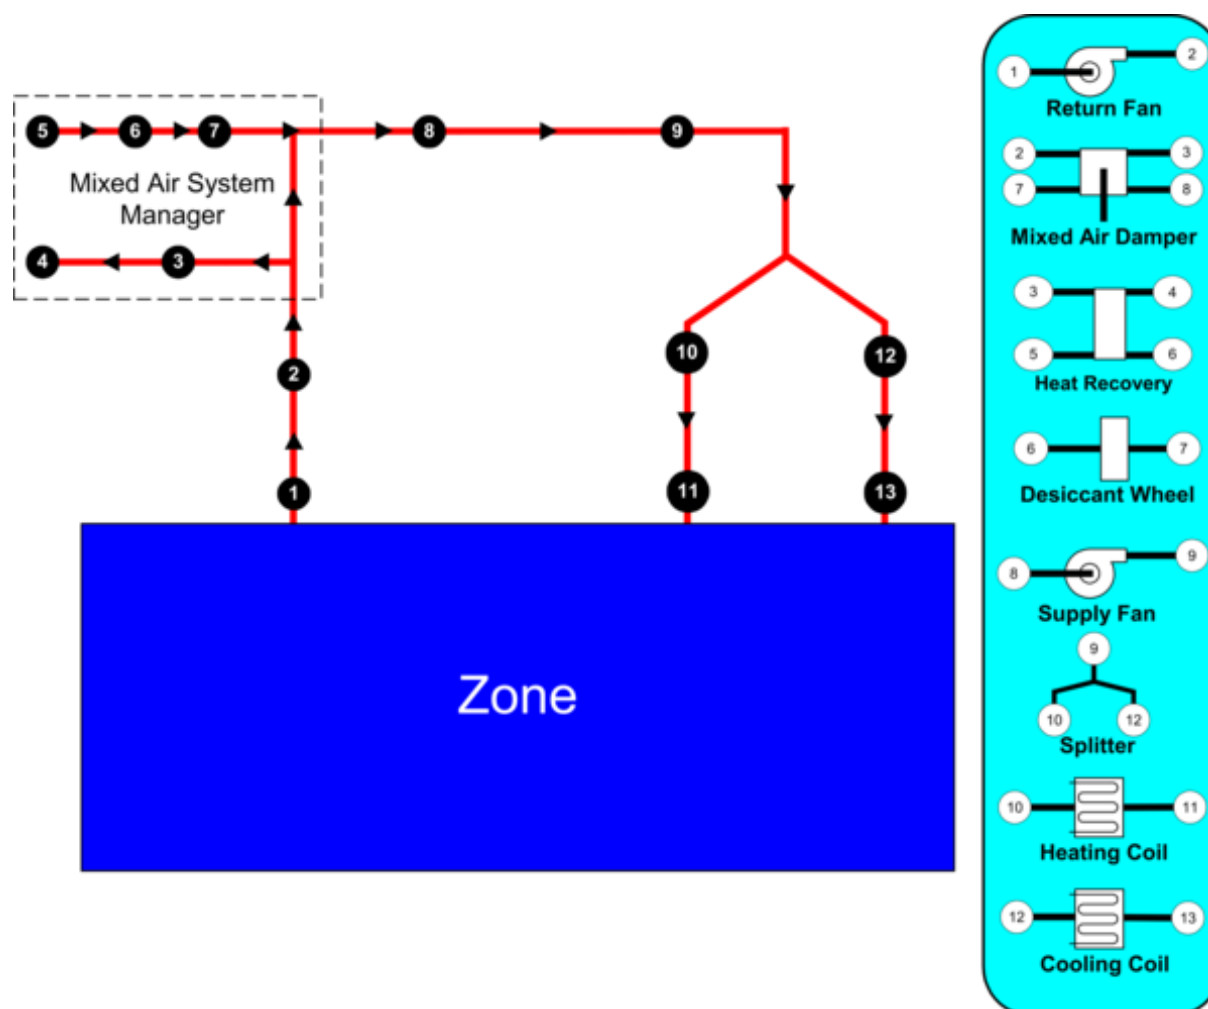 5 6 7 8 9
Mixed Air System
Manager
4 3
2
10 12
1 11 13
Zone
1 2
Return Fan
2 3
7 8
Mixed Air Damper
3 4
5 6
Heat Recovery
6 7
Desiccant Wheel
8 9
Supply Fan
9
10 12
Splitter
10 11
Heating Coil
12 13
Cooling Coil